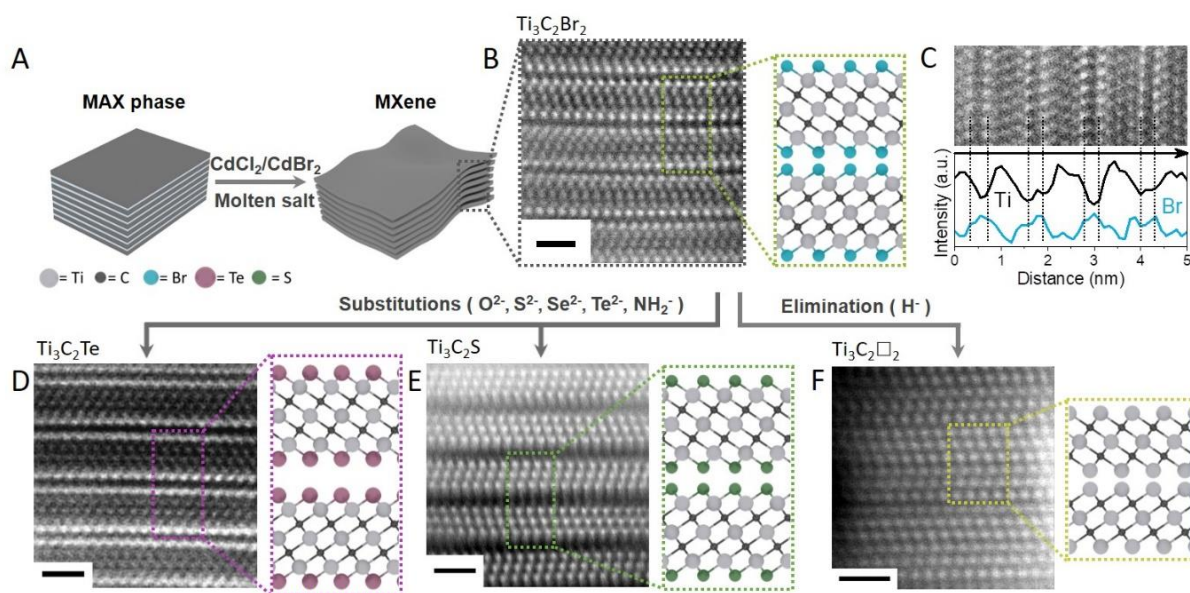 A
MAX phase
MXene
CdCl₂/CdBr₂
Molten salt
= Ti = C = Br = Te = S
Ti₃C₂Br₂
B
C
Intensity (a.u.)
Ti
Br
0 1 2 3 4 5
Distance (nm)
Substitutions ( O²⁻, S²⁻, Se²⁻, Te²⁻, NH₂⁻ )
Elimination ( H⁻ )
Ti₃C₂Te
D
Ti₃C₂S
E
Ti₃C₂□₂
F